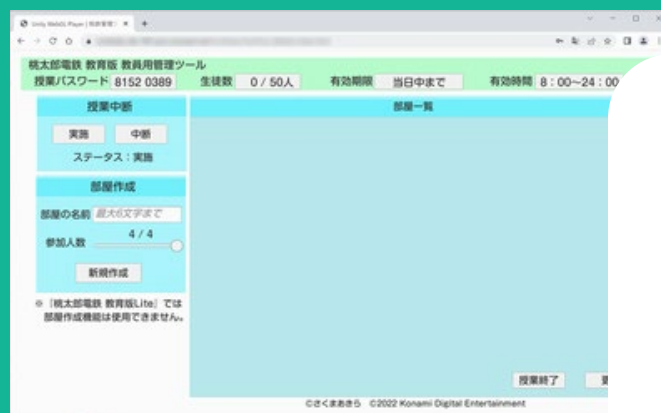 桃太郎電鉄 教育版 教員用管理ツール
授業パスワード 8152 0389 生徒数 0 / 50人 有効期限 当日中まで 有効時間 8:00～24:00
授業中断
実施 中断
ステータス:実施
部屋作成
部屋の名前 最大6文字まで
参加人数 4 / 4
新規作成
※『桃太郎電鉄 教育版Lite』では
部屋作成機能は使用できません。
部屋一覧
授業終了
©さくまあきら ©2022 Konami Digital Entertainment